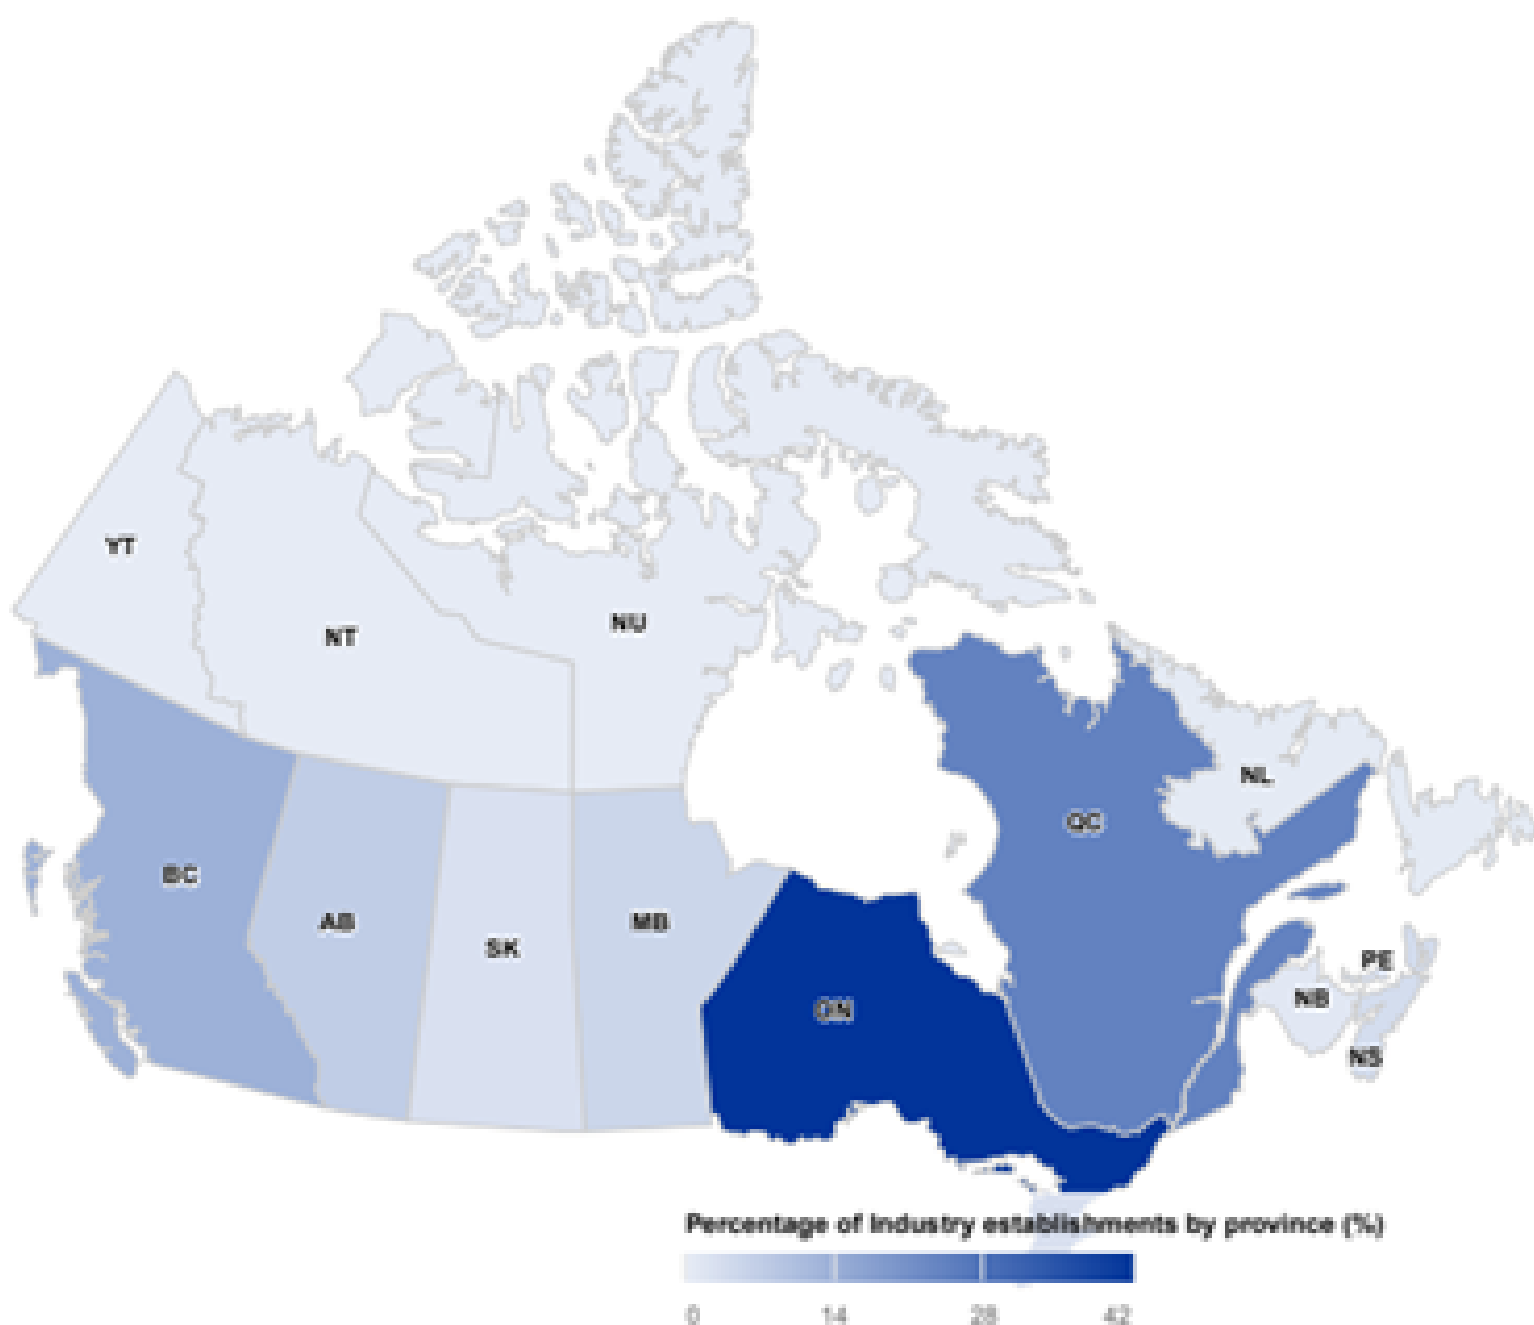 YT
NT
NU
NL
QC
BC
AB
SK
MB
ON
PE
NB
NS
Percentage of Industry establishments by province (%)
0 14 28 42